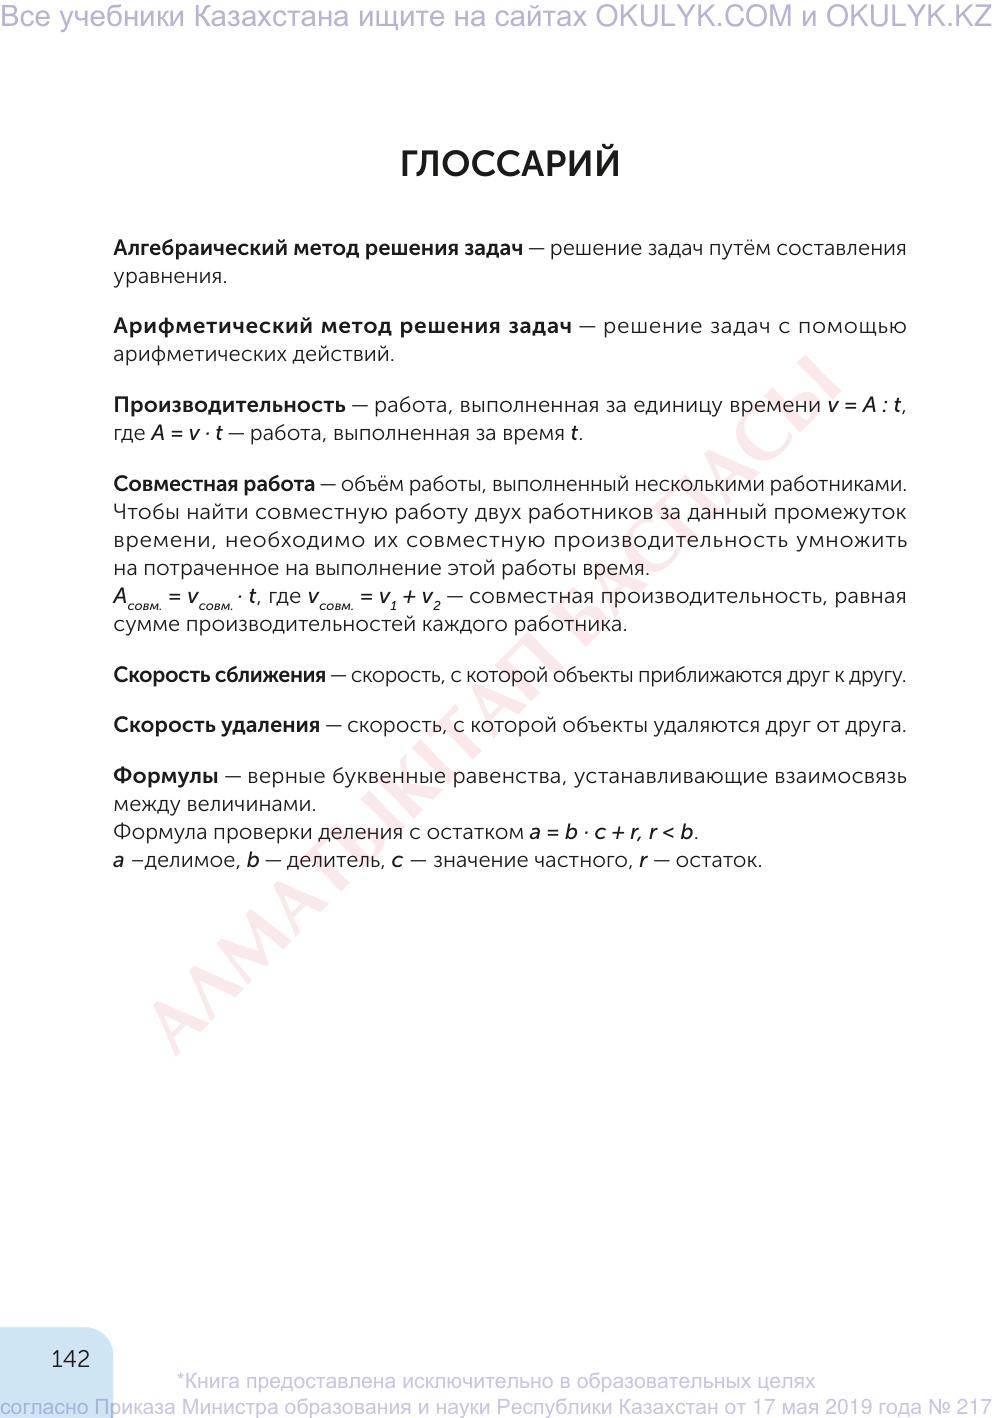 Все учебники Казахстана ищите на сайтах OKULYK.COM и OKULYK.KZ
ГЛОССАРИЙ
Алгебраический метод решения задач — решение задач путём составления
уравнения.
Арифметический метод решения задач — решение задач с помощью
арифметических действий.
Производительность — работа, выполненная за единицу времени v = A : t,
где A = v · t — работа, выполненная за время t.
Совместная работа — объём работы, выполненный несколькими работниками.
Чтобы найти совместную работу двух работников за данный промежуток
времени, необходимо их совместную производительность умножить
на потраченное на выполнение этой работы время.
A совм. = v совм. · t, где v совм. = v1 + v2 — совместная производительность, равная
сумме производительностей каждого работника.
Скорость сближения — скорость, с которой объекты приближаются друг к другу.
Скорость удаления — скорость, с которой объекты удаляются друг от друга.
Формулы — верные буквенные равенства, устанавливающие взаимосвязь
между величинами.
Формула проверки деления с остатком a = b · c + r, r < b.
a –делимое, b — делитель, c — значение частного, r — остаток.
АЛМАТЫКІТАП БАСПАСЫ
142
*Книга предоставлена исключительно в образовательных целях
согласно Приказа Министра образования и науки Республики Казахстан от 17 мая 2019 года № 217